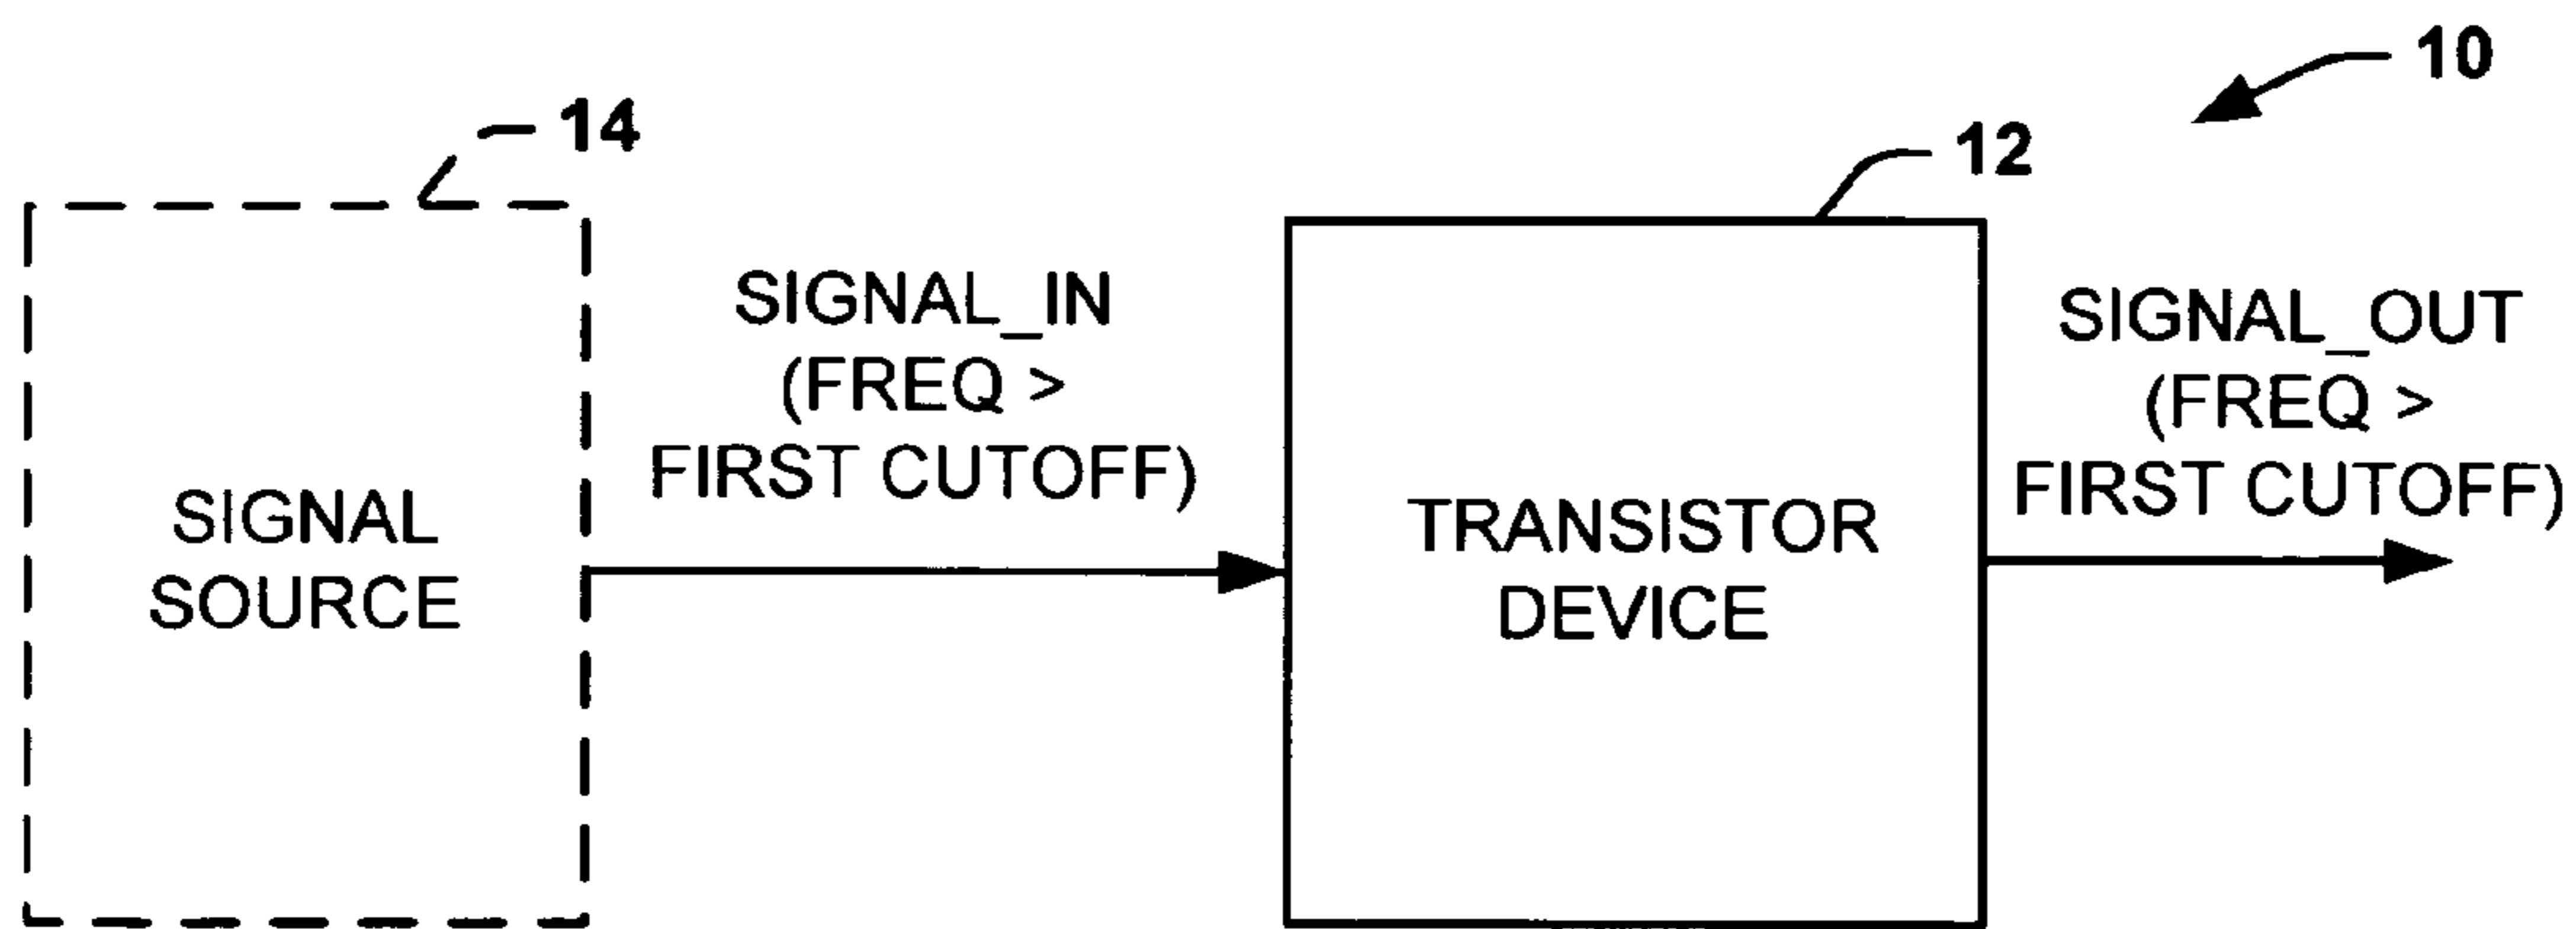 10
14
12
SIGNAL_IN
(FREQ >
FIRST CUTOFF)
SIGNAL_OUT
(FREQ >
FIRST CUTOFF)
SIGNAL
SOURCE
TRANSISTOR
DEVICE